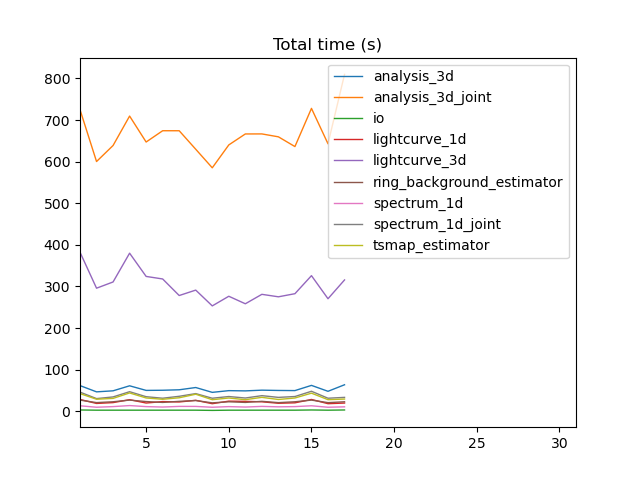 Total time (s)
800
700
600
500
400
300
200
100
0
5
10
15
20
25
30
analysis_3d
analysis_3d_joint
io
lightcurve_1d
lightcurve_3d
ring_background_estimator
spectrum_1d
spectrum_1d_joint
tsmap_estimator